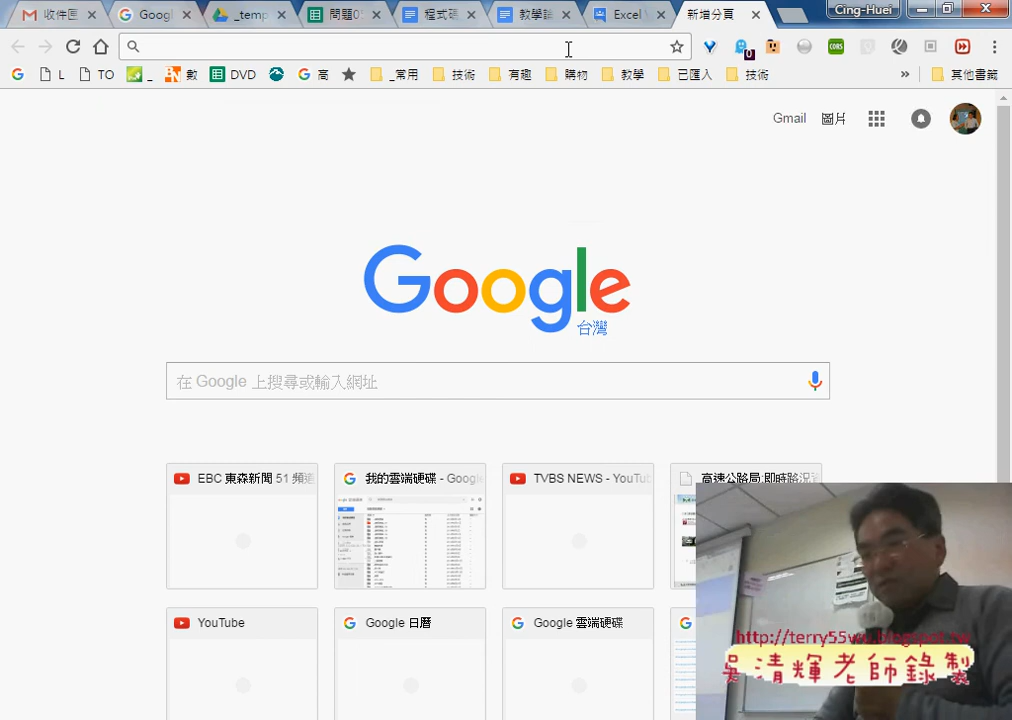 收件匣
Googl
_temp
問題0
程式碼
教學論
Excel V
新增分頁
Cing-Huei
0
CORS
L
TO
_
數
DVD
高
_常用
技術
有趣
購物
教學
已匯入
技術
»
其他書籤
Gmail
圖片
Google
台灣
在 Google 上搜尋或輸入網址
EBC 東森新聞 51 頻道
我的雲端硬碟 - Google
TVBS NEWS - YouTu
高速公路局:即時路況資
YouTube
Google 日曆
Google 雲端硬碟
http://terry55wu.blogspot.tw
吳清輝老師錄製